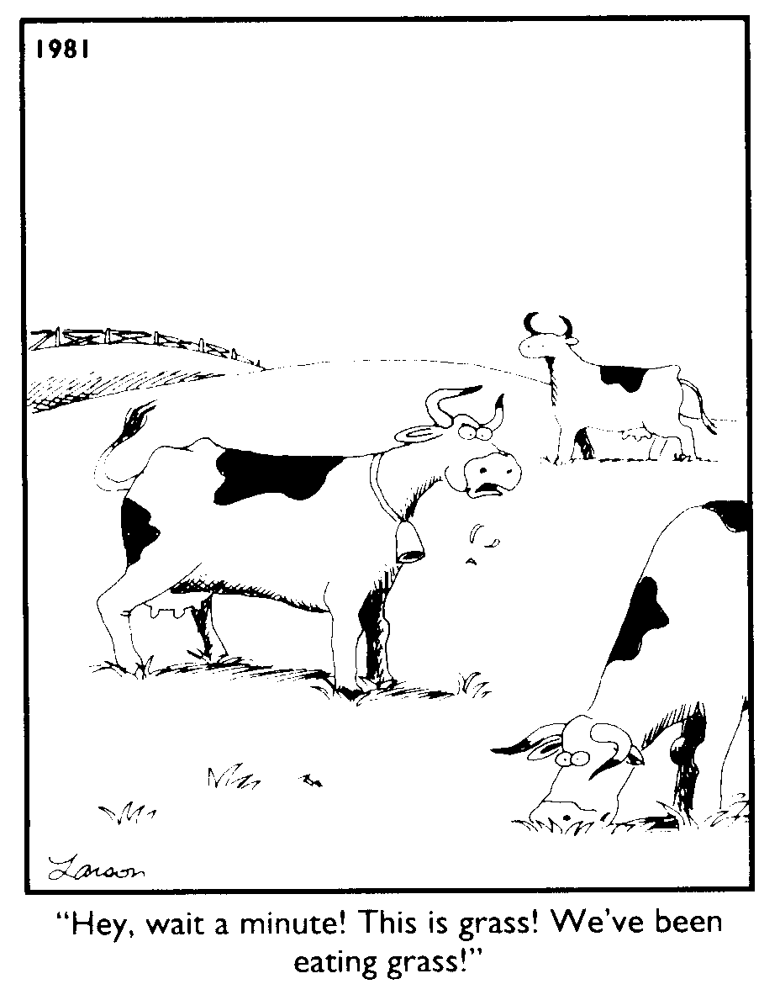 1981
Larson
“Hey, wait a minute! This is grass! We’ve been
eating grass!”